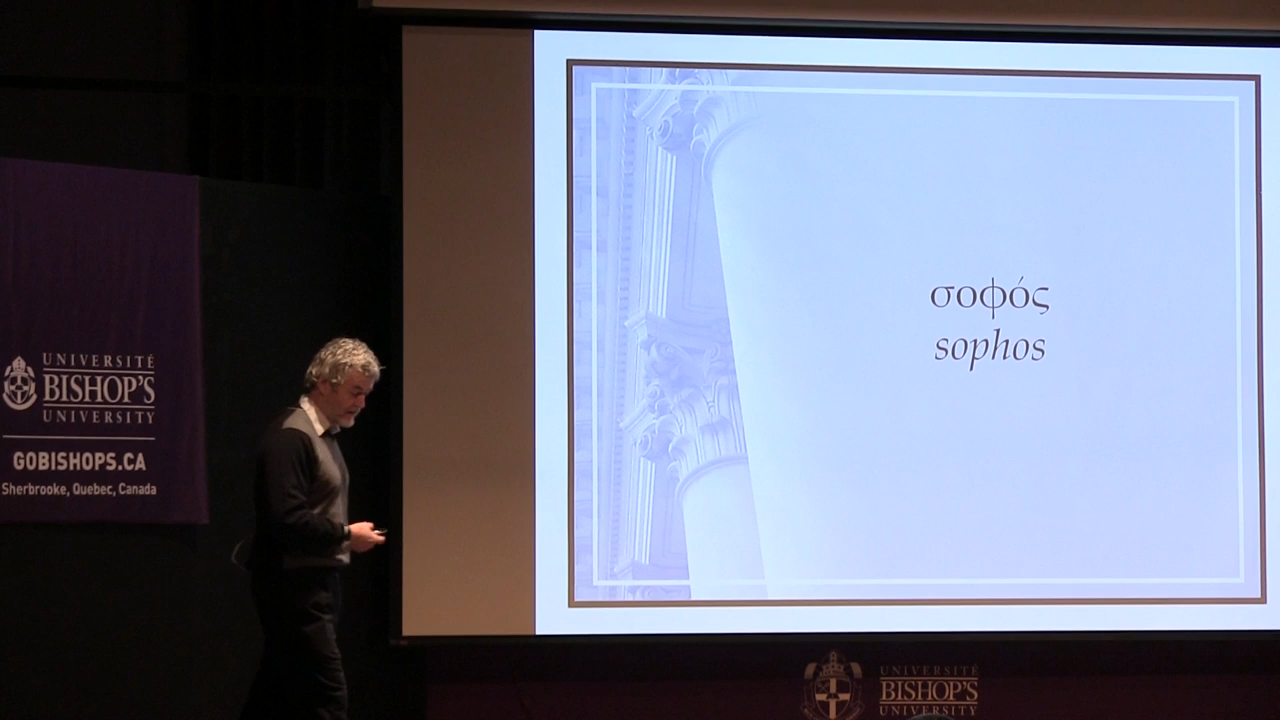 σοφός
sophos
UNIVERSITÉ
BISHOP'S
UNIVERSITY
GOBISHOPS.CA
Sherbrooke, Quebec, Canada
UNIVERSITÉ
BISHOP'S
UNIVERSITY